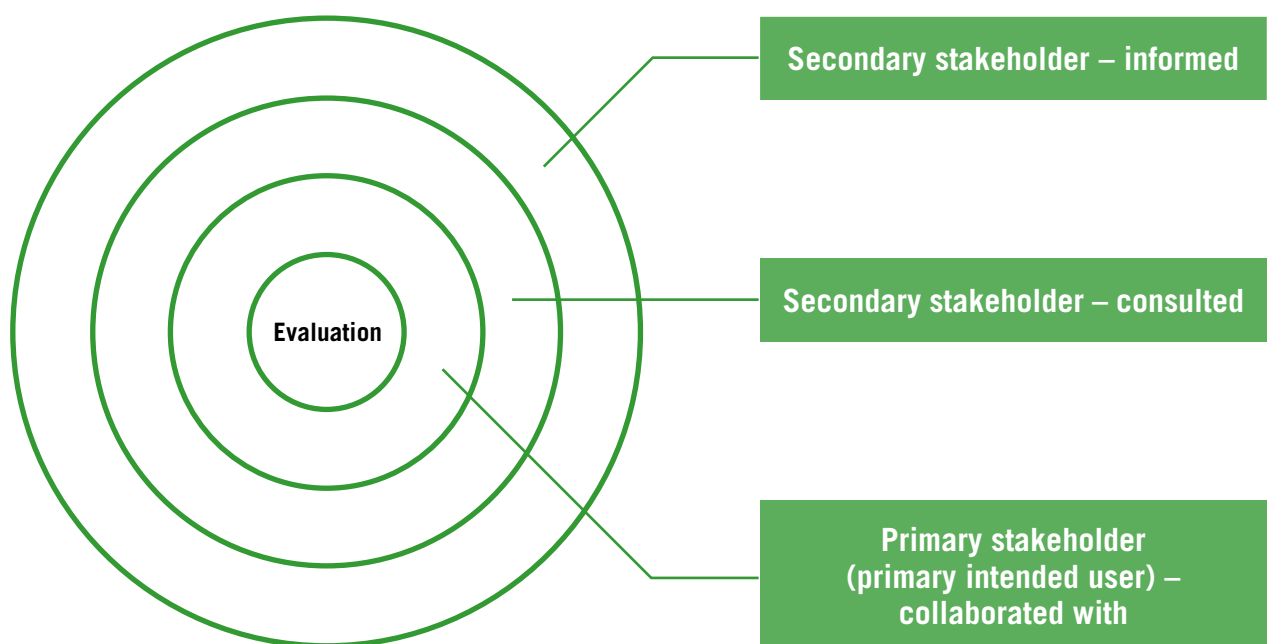 Secondary stakeholder – informed
Secondary stakeholder – consulted
Evaluation
Primary stakeholder
(primary intended user) –
collaborated with